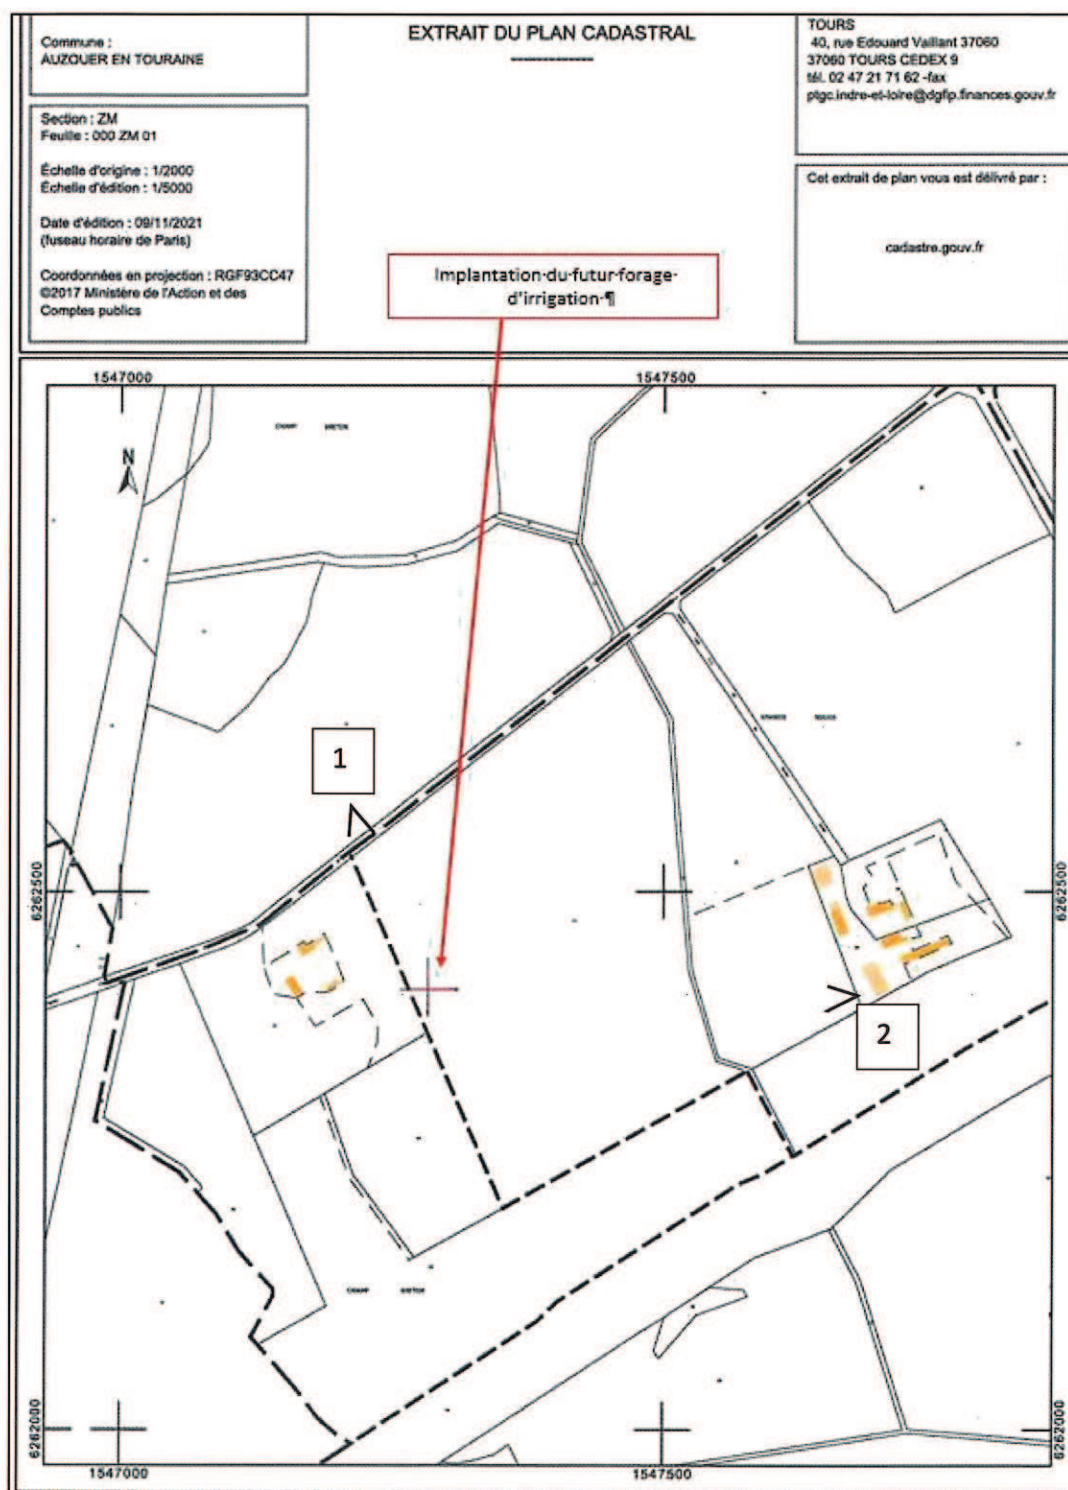 Commune :
AUZOUER EN TOURAINE
Section : ZM
Feuille : 000 ZM 01
Échelle d'origine : 1/2000
Échelle d'édition : 1/5000
Date d'édition : 09/11/2021
(fuseau horaire de Paris)
Coordonnées en projection : RGF93CC47
©2017 Ministère de l'Action et des
Comptes publics
EXTRAIT DU PLAN CADASTRAL
TOURS
40, rue Edouard Vaillant 37060
37060 TOURS CEDEX 9
tél. 02 47 21 71 62 -fax
ptgc.indre-et-loire@dgfip.finances.gouv.fr
Cet extrait de plan vous est délivré par :
cadastre.gouv.fr
Implantation·du·futur·forage·
d'irrigation·¶
1547000
1547500
CHAMP BRETON
N
1
6262500
6262500
2
CHAMP BRETON
6262000
6262000
1547000
1547500